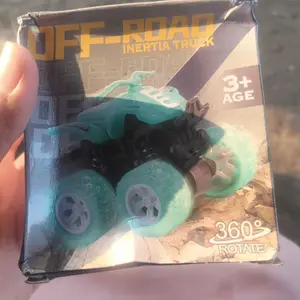 OFF-ROAD
INERTIA TRUCK
3+
AGE
360°
ROTATE